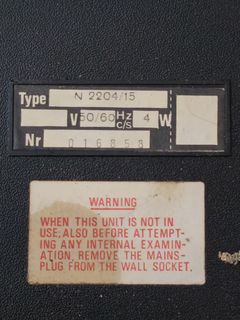 Type N 2204/15
V 50/60 Hz c/s 4 W
Nr 016858
WARNING
WHEN THIS UNIT IS NOT IN
USE, ALSO BEFORE ATTEMPT-
ING ANY INTERNAL EXAMIN-
ATION, REMOVE THE MAINS-
PLUG FROM THE WALL SOCKET.